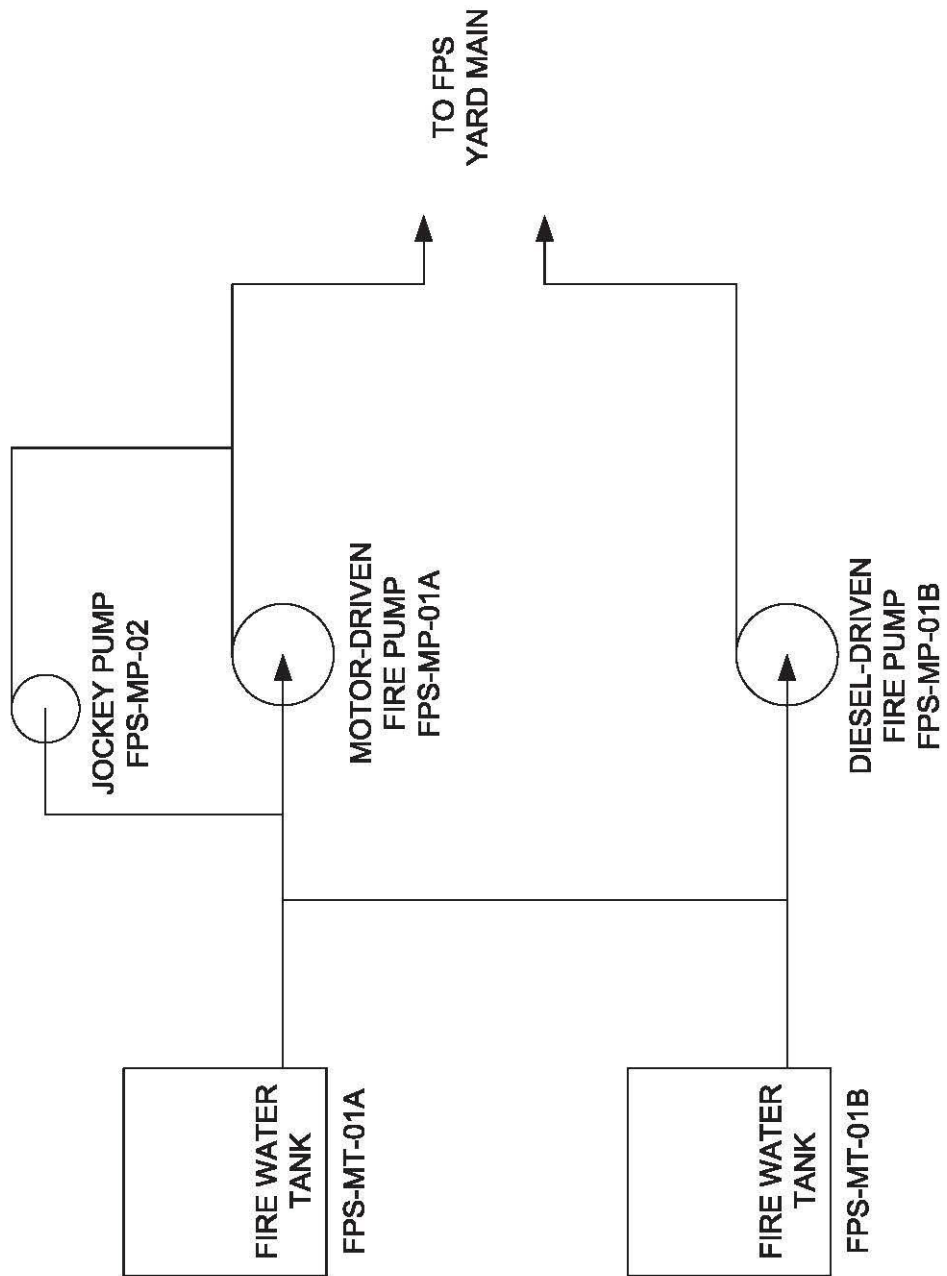 TO FPS
YARD MAIN
JOCKEY PUMP
FPS-MP-02
MOTOR-DRIVEN
FIRE PUMP
FPS-MP-01A
DIESEL-DRIVEN
FIRE PUMP
FPS-MP-01B
FIRE WATER
TANK
FPS-MT-01A
FIRE WATER
TANK
FPS-MT-01B